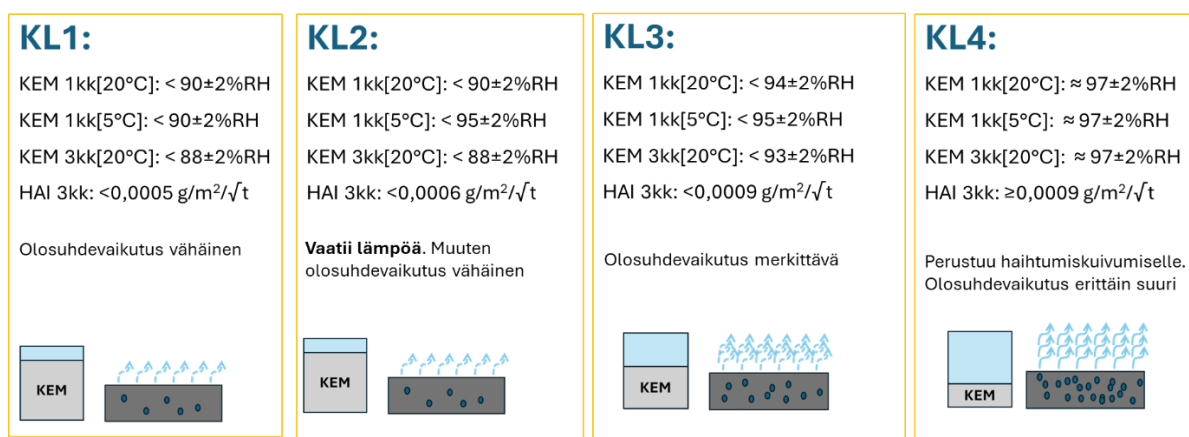 KL1:
KEM 1kk[20°C]: < 90±2%RH
KEM 1kk[5°C]: < 90±2%RH
KEM 3kk[20°C]: < 88±2%RH
HAI 3kk: <0,0005 g/m²/√t
Olosuhdevaikutus vähäinen
KEM
KL2:
KEM 1kk[20°C]: < 90±2%RH
KEM 1kk[5°C]: < 95±2%RH
KEM 3kk[20°C]: < 88±2%RH
HAI 3kk: <0,0006 g/m²/√t
Vaatii lämpöä. Muuten
olosuhdevaikutus vähäinen
KEM
KL3:
KEM 1kk[20°C]: < 94±2%RH
KEM 1kk[5°C]: < 95±2%RH
KEM 3kk[20°C]: < 93±2%RH
HAI 3kk: <0,0009 g/m²/√t
Olosuhdevaikutus merkittävä
KEM
KL4:
KEM 1kk[20°C]: ≈ 97±2%RH
KEM 1kk[5°C]: ≈ 97±2%RH
KEM 3kk[20°C]: ≈ 97±2%RH
HAI 3kk: ≥0,0009 g/m²/√t
Perustuu haihtumiskuivumiselle.
Olosuhdevaikutus erittäin suuri
KEM